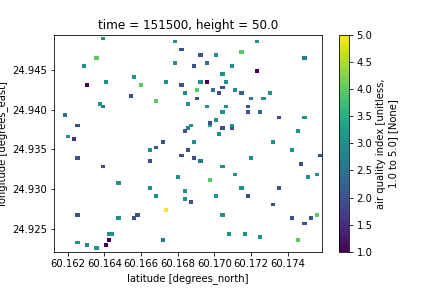 time = 151500, height = 50.0
24.945
24.940
24.935
24.930
24.925
longitude [degrees_east]
60.162 60.164 60.166 60.168 60.170 60.172 60.174
latitude [degrees_north]
5.0
4.5
4.0
3.5
3.0
2.5
2.0
1.5
1.0
air quality index [unitless,
1.0 to 5.0] [None]